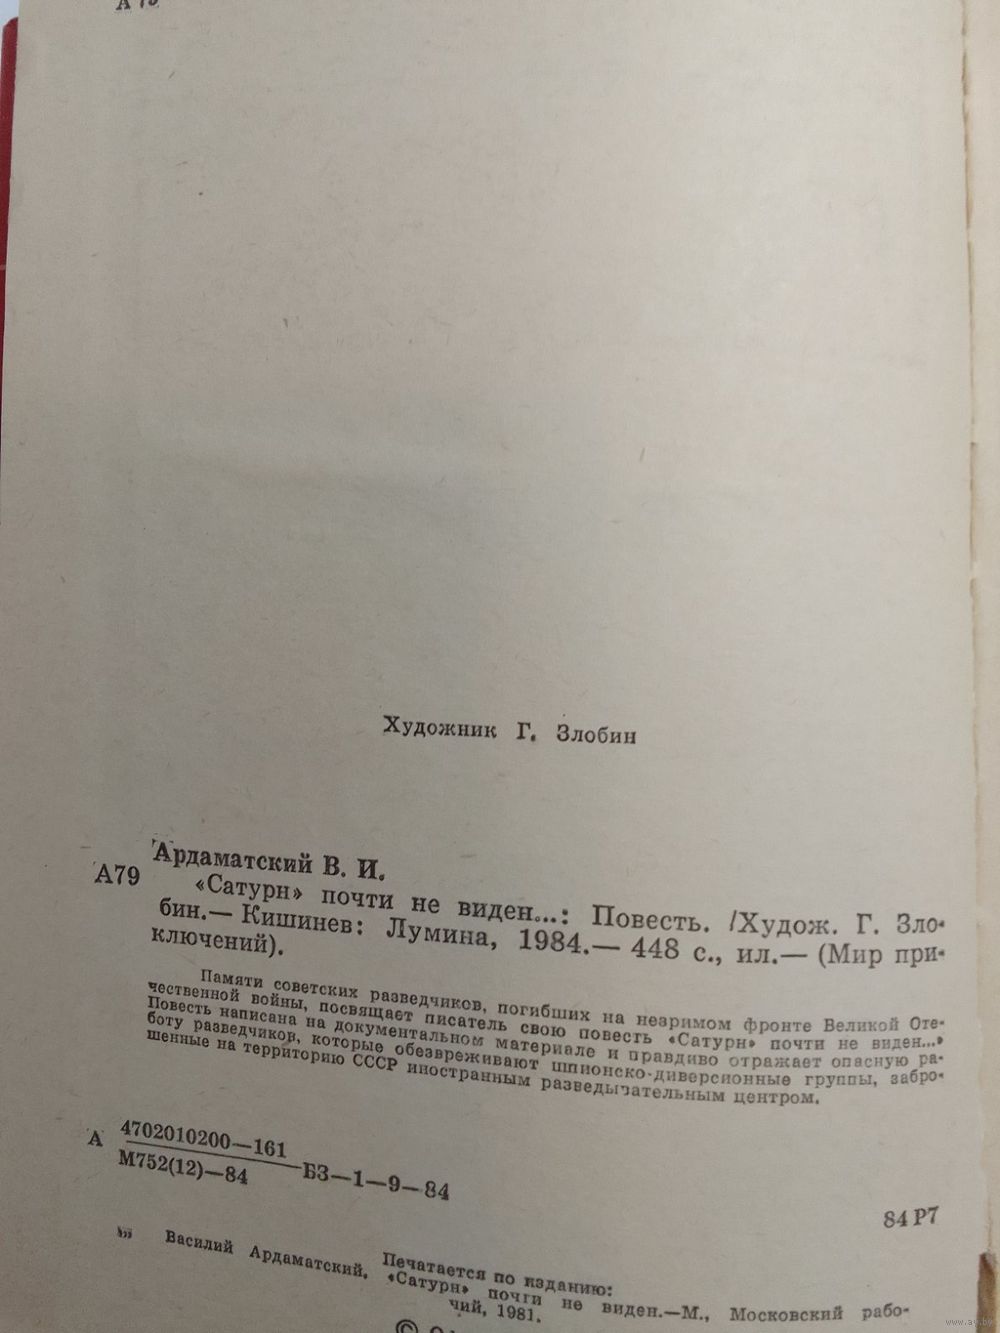 А 79
Художник Г. Злобин
Ардаматский В. И.
А79
«Сатурн» почти не виден...: Повесть. /Худож. Г. Зло-
бин.— Кишинев: Лумина, 1984.— 448 с., ил.— (Мир при-
ключений).
Памяти советских разведчиков, погибших на незримом фронте Великой Оте-
чественной войны, посвящает писатель свою повесть «Сатурн» почти не виден...»
Повесть написана на документальном материале и правдиво отражает опасную ра-
боту разведчиков, которые обезвреживают шпионско-диверсионные группы, забро-
шенные на территорию СССР иностранным разведывательным центром.
А 4702010200—161
М752(12)—84
БЗ—1—9—84
84 Р7
Печатается по изданию:
Василий Ардаматский. «Сатурн» почти не виден.—М., Московский рабо-
чий, 1981.
©
www.ay.by